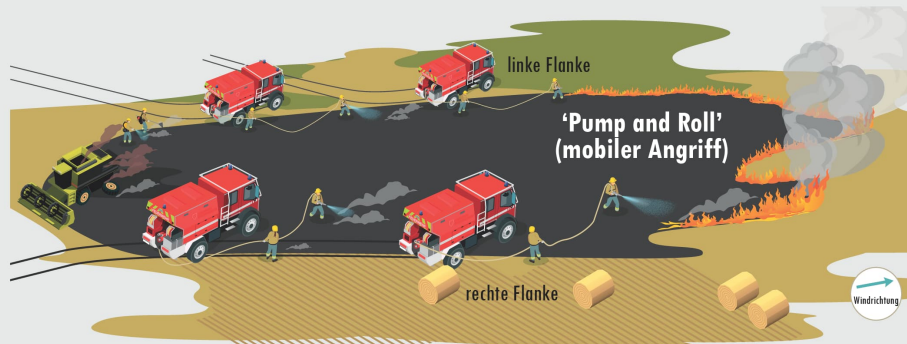 linke Flanke
‘Pump and Roll’
(mobiler Angriff)
rechte Flanke
Windrichtung